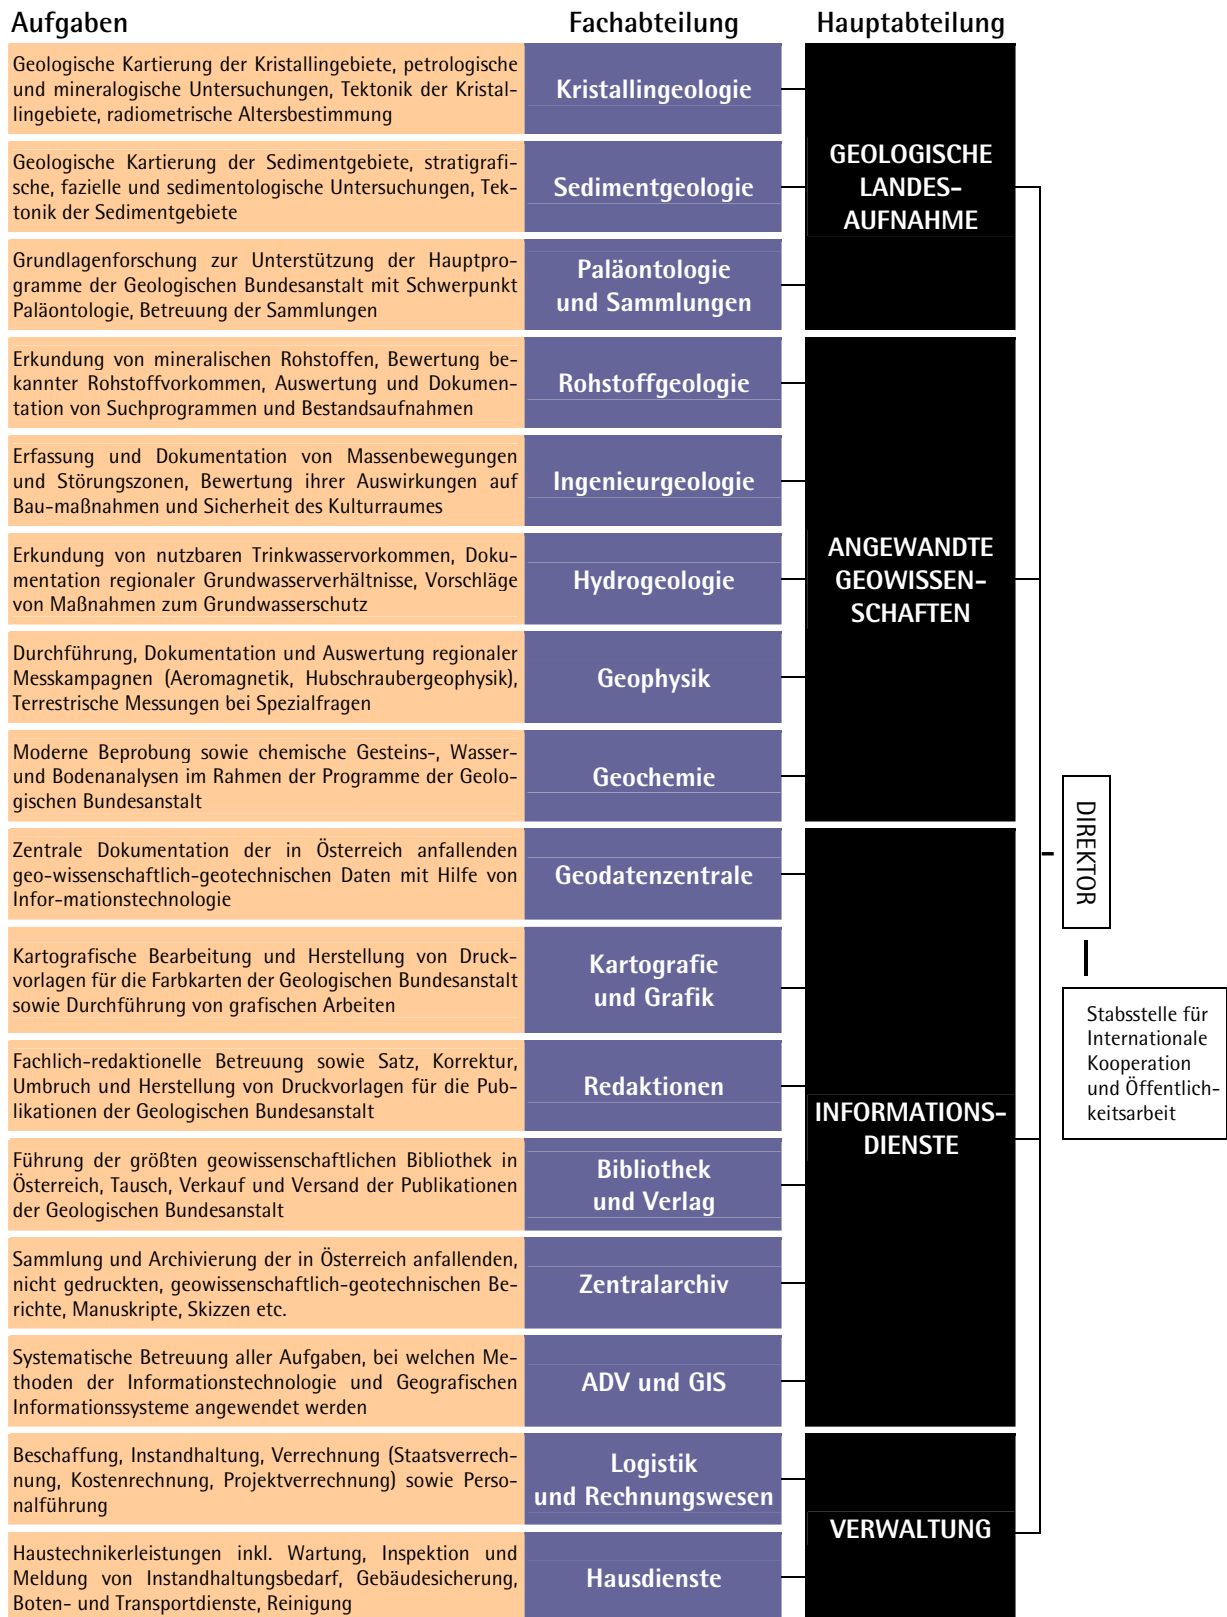 Aufgaben
Fachabteilung
Hauptabteilung
Geologische Kartierung der Kristallingebiete, petrologische
und mineralogische Untersuchungen, Tektonik der Kristal-
lingebiete, radiometrische Altersbestimmung
Kristallingeologie
Geologische Kartierung der Sedimentgebiete, stratigrafi-
sche, fazielle und sedimentologische Untersuchungen, Tek-
tonik der Sedimentgebiete
Sedimentgeologie
Grundlagenforschung zur Unterstützung der Hauptpro-
gramme der Geologischen Bundesanstalt mit Schwerpunkt
Paläontologie, Betreuung der Sammlungen
Paläontologie
und Sammlungen
GEOLOGISCHE
LANDES-
AUFNAHME
Erkundung von mineralischen Rohstoffen, Bewertung be-
kannter Rohstoffvorkommen, Auswertung und Dokumen-
tation von Suchprogrammen und Bestandsaufnahmen
Rohstoffgeologie
Erfassung und Dokumentation von Massenbewegungen
und Störungszonen, Bewertung ihrer Auswirkungen auf
Bau-maßnahmen und Sicherheit des Kulturraumes
Ingenieurgeologie
Erkundung von nutzbaren Trinkwasservorkommen, Doku-
mentation regionaler Grundwasserverhältnisse, Vorschläge
von Maßnahmen zum Grundwasserschutz
Hydrogeologie
Durchführung, Dokumentation und Auswertung regionaler
Messkampagnen (Aeromagnetik, Hubschraubergeophysik),
Terrestrische Messungen bei Spezialfragen
Geophysik
Moderne Beprobung sowie chemische Gesteins-, Wasser-
und Bodenanalysen im Rahmen der Programme der Geolo-
gischen Bundesanstalt
Geochemie
ANGEWANDTE
GEOWISSEN-
SCHAFTEN
Zentrale Dokumentation der in Österreich anfallenden
geo-wissenschaftlich-geotechnischen Daten mit Hilfe von
Infor-mationstechnologie
Geodatenzentrale
Kartografische Bearbeitung und Herstellung von Druck-
vorlagen für die Farbkarten der Geologischen Bundesanstalt
sowie Durchführung von grafischen Arbeiten
Kartografie
und Grafik
Fachlich-redaktionelle Betreuung sowie Satz, Korrektur,
Umbruch und Herstellung von Druckvorlagen für die Pub-
likationen der Geologischen Bundesanstalt
Redaktionen
Führung der größten geowissenschaftlichen Bibliothek in
Österreich, Tausch, Verkauf und Versand der Publikationen
der Geologischen Bundesanstalt
Bibliothek
und Verlag
Sammlung und Archivierung der in Österreich anfallenden,
nicht gedruckten, geowissenschaftlich-geotechnischen Be-
richte, Manuskripte, Skizzen etc.
Zentralarchiv
Systematische Betreuung aller Aufgaben, bei welchen Me-
thoden der Informationstechnologie und Geografischen
Informationssysteme angewendet werden
ADV und GIS
INFORMATIONS-
DIENSTE
Beschaffung, Instandhaltung, Verrechnung (Staatsverrech-
nung, Kostenrechnung, Projektverrechnung) sowie Perso-
nalführung
Logistik
und Rechnungswesen
Haustechnikerleistungen inkl. Wartung, Inspektion und
Meldung von Instandhaltungsbedarf, Gebäudesicherung,
Boten- und Transportdienste, Reinigung
Hausdienste
VERWALTUNG
DIREKTOR
Stabsstelle für
Internationale
Kooperation
und Öffentlich-
keitsarbeit